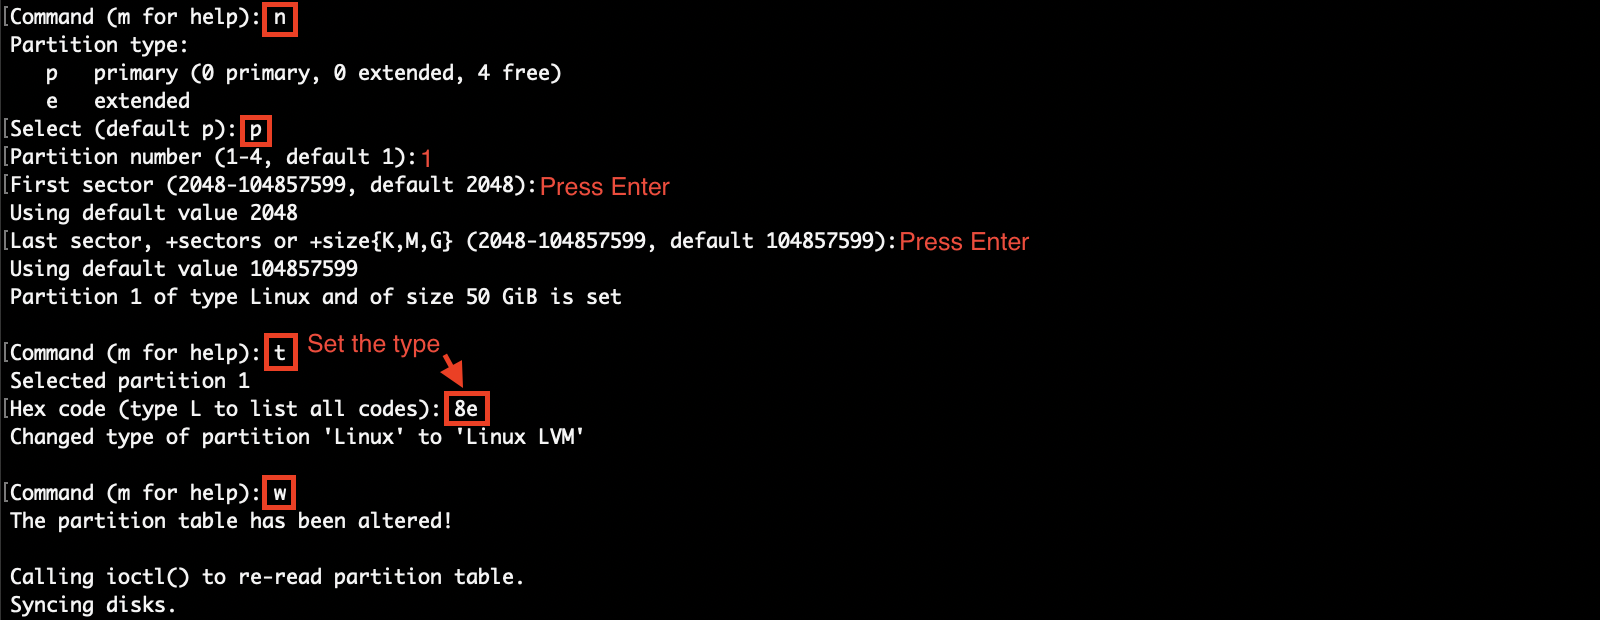 Command (m for help): n
Partition type:
p primary (0 primary, 0 extended, 4 free)
e extended
Select (default p): p
Partition number (1-4, default 1): 1
First sector (2048-104857599, default 2048): Press Enter
Using default value 2048
Last sector, +sectors or +size{K,M,G} (2048-104857599, default 104857599): Press Enter
Using default value 104857599
Partition 1 of type Linux and of size 50 GiB is set
Command (m for help): t Set the type
Selected partition 1
Hex code (type L to list all codes): 8e
Changed type of partition 'Linux' to 'Linux LVM'
Command (m for help): w
The partition table has been altered!
Calling ioctl() to re-read partition table.
Syncing disks.